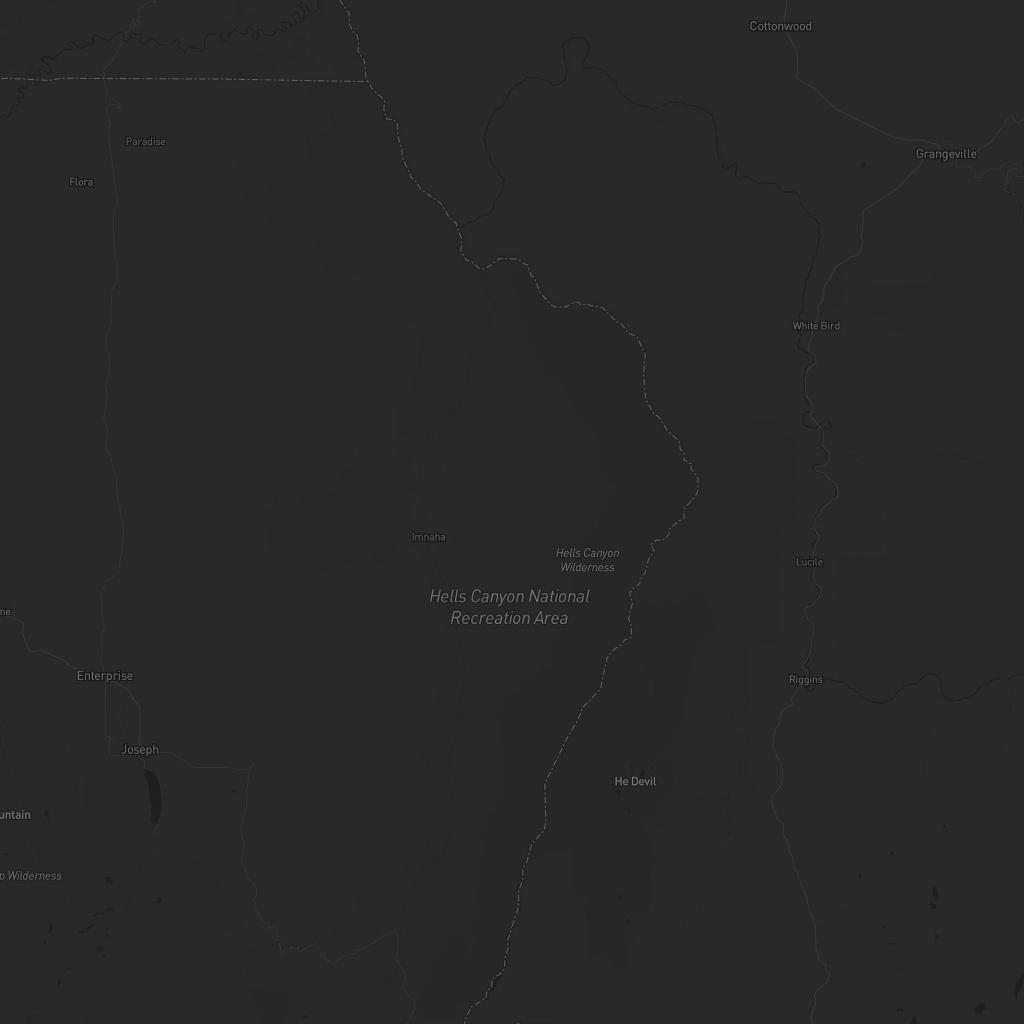 Cottonwood
Paradise
Grangeville
Flora
White Bird
Imnaha
Hells Canyon
Wilderness
Lucile
Hells Canyon National
Recreation Area
ne
Enterprise
Riggins
Joseph
He Devil
untain
p Wilderness